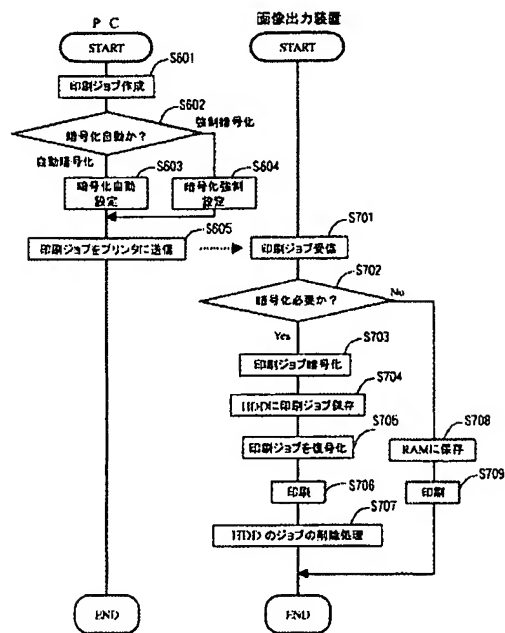 PC
START
S601
印刷ジョブ作成
S602
暗号化自動か?
強制暗号化
自動暗号化
S603
暗号化自動
設定
S604
暗号化強制
設定
S605
印刷ジョブをプリンタに送信
END
画像出力装置
START
S701
印刷ジョブ受信
S702
暗号化必要か?
No
Yes
S703
印刷ジョブ暗号化
S704
HDDに印刷ジョブ保存
S705
印刷ジョブを復号化
S706
印刷
S707
HDDのジョブの削除処理
S708
RAMに保存
S709
印刷
END